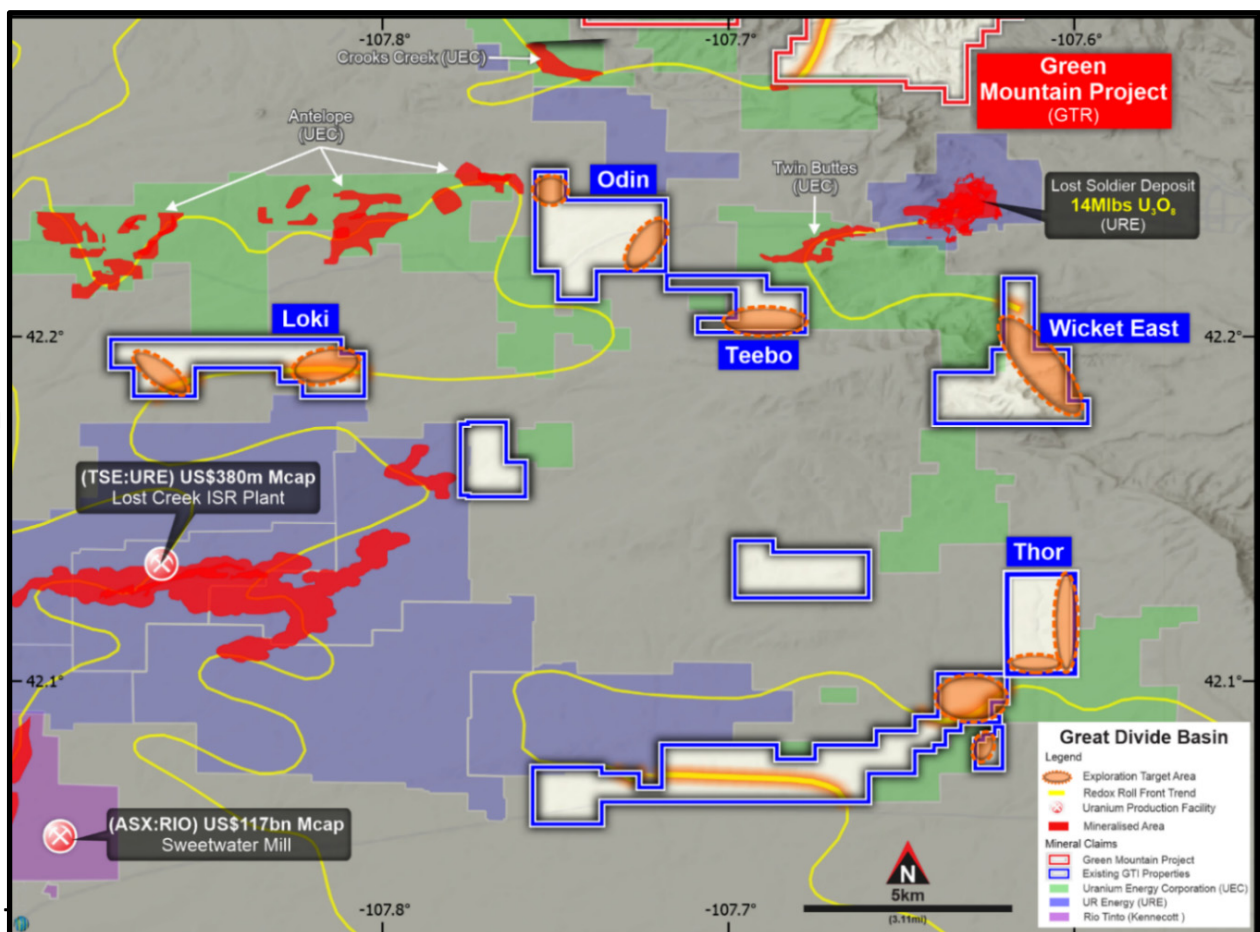 -107.8°
-107.7°
-107.6°
Crooks Creek (UEC)
Green
Mountain Project
(GTR)
Antelope
(UEC)
Odin
Twin Buttes
(UEC)
Lost Soldier Deposit
14Mlbs U₃O₈
(URE)
Loki
Wicket East
42.2°
42.2°
Teebo
(TSE:URE) US$380m Mcap
Lost Creek ISR Plant
Thor
42.1°
42.1°
(ASX:RIO) US$117bn Mcap
Sweetwater Mill
N
5km
(3.11mi)
-107.8°
-107.7°
Great Divide Basin
Legend
Exploration Target Area
Redox Roll Front Trend
Uranium Production Facility
Mineralised Area
Mineral Claims
Green Mountain Project
Existing GTI Properties
Uranium Energy Corporation (UEC)
UR Energy (URE)
Rio Tinto (Kennecott )